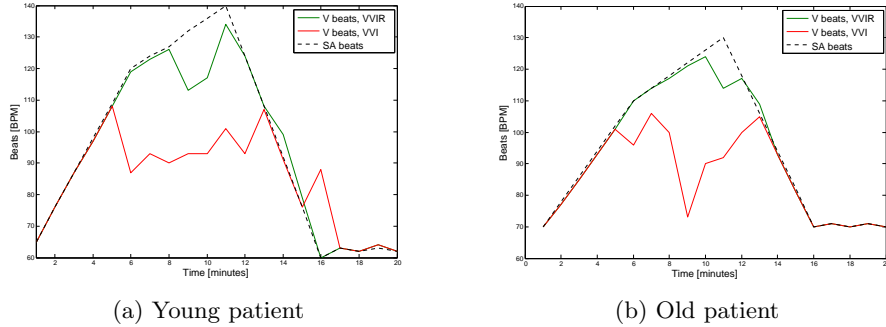 140
130
120
110
100
90
80
70
60
Beats [BPM]
2 4 6 8 10 12 14 16 18 20
Time [minutes]
V beats, VVIR
V beats, VVI
SA beats
(a) Young patient
140
130
120
110
100
90
80
70
60
Beats [BPM]
0 2 4 6 8 10 12 14 16 18
Time [minutes]
V beats, VVIR
V beats, VVI
SA beats
(b) Old patient